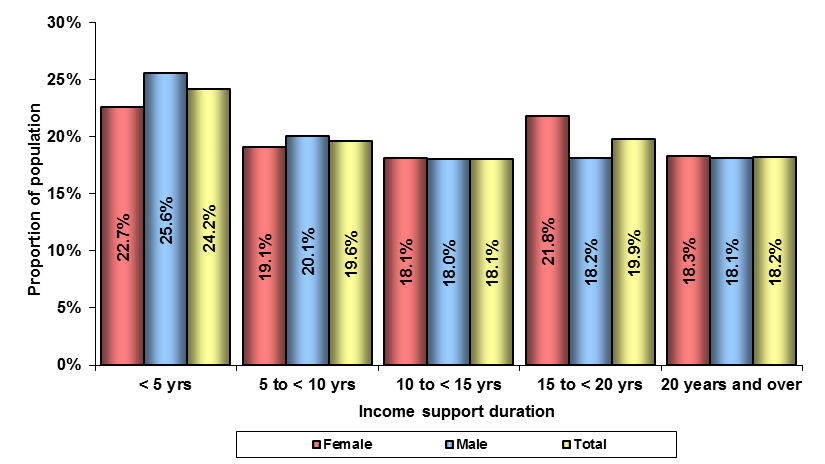 30%
25%
20%
15%
10%
5%
0%
Proportion of population
22.7%
25.6%
24.2%
19.1%
20.1%
19.6%
18.1%
18.0%
18.1%
21.8%
18.2%
19.9%
18.3%
18.1%
18.2%
< 5 yrs
5 to < 10 yrs
10 to < 15 yrs
15 to < 20 yrs
20 years and over
Income support duration
Female Male Total